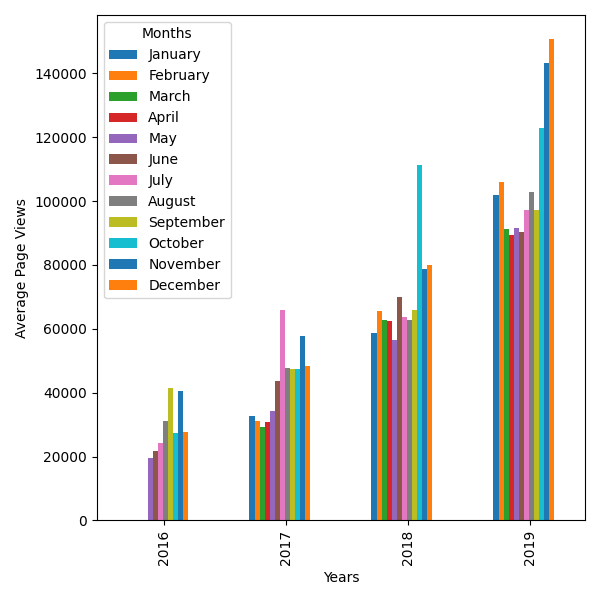 Months
January
February
March
April
May
June
July
August
September
October
November
December
Average Page Views
140000
120000
100000
80000
60000
40000
20000
0
2016
2017
2018
2019
Years